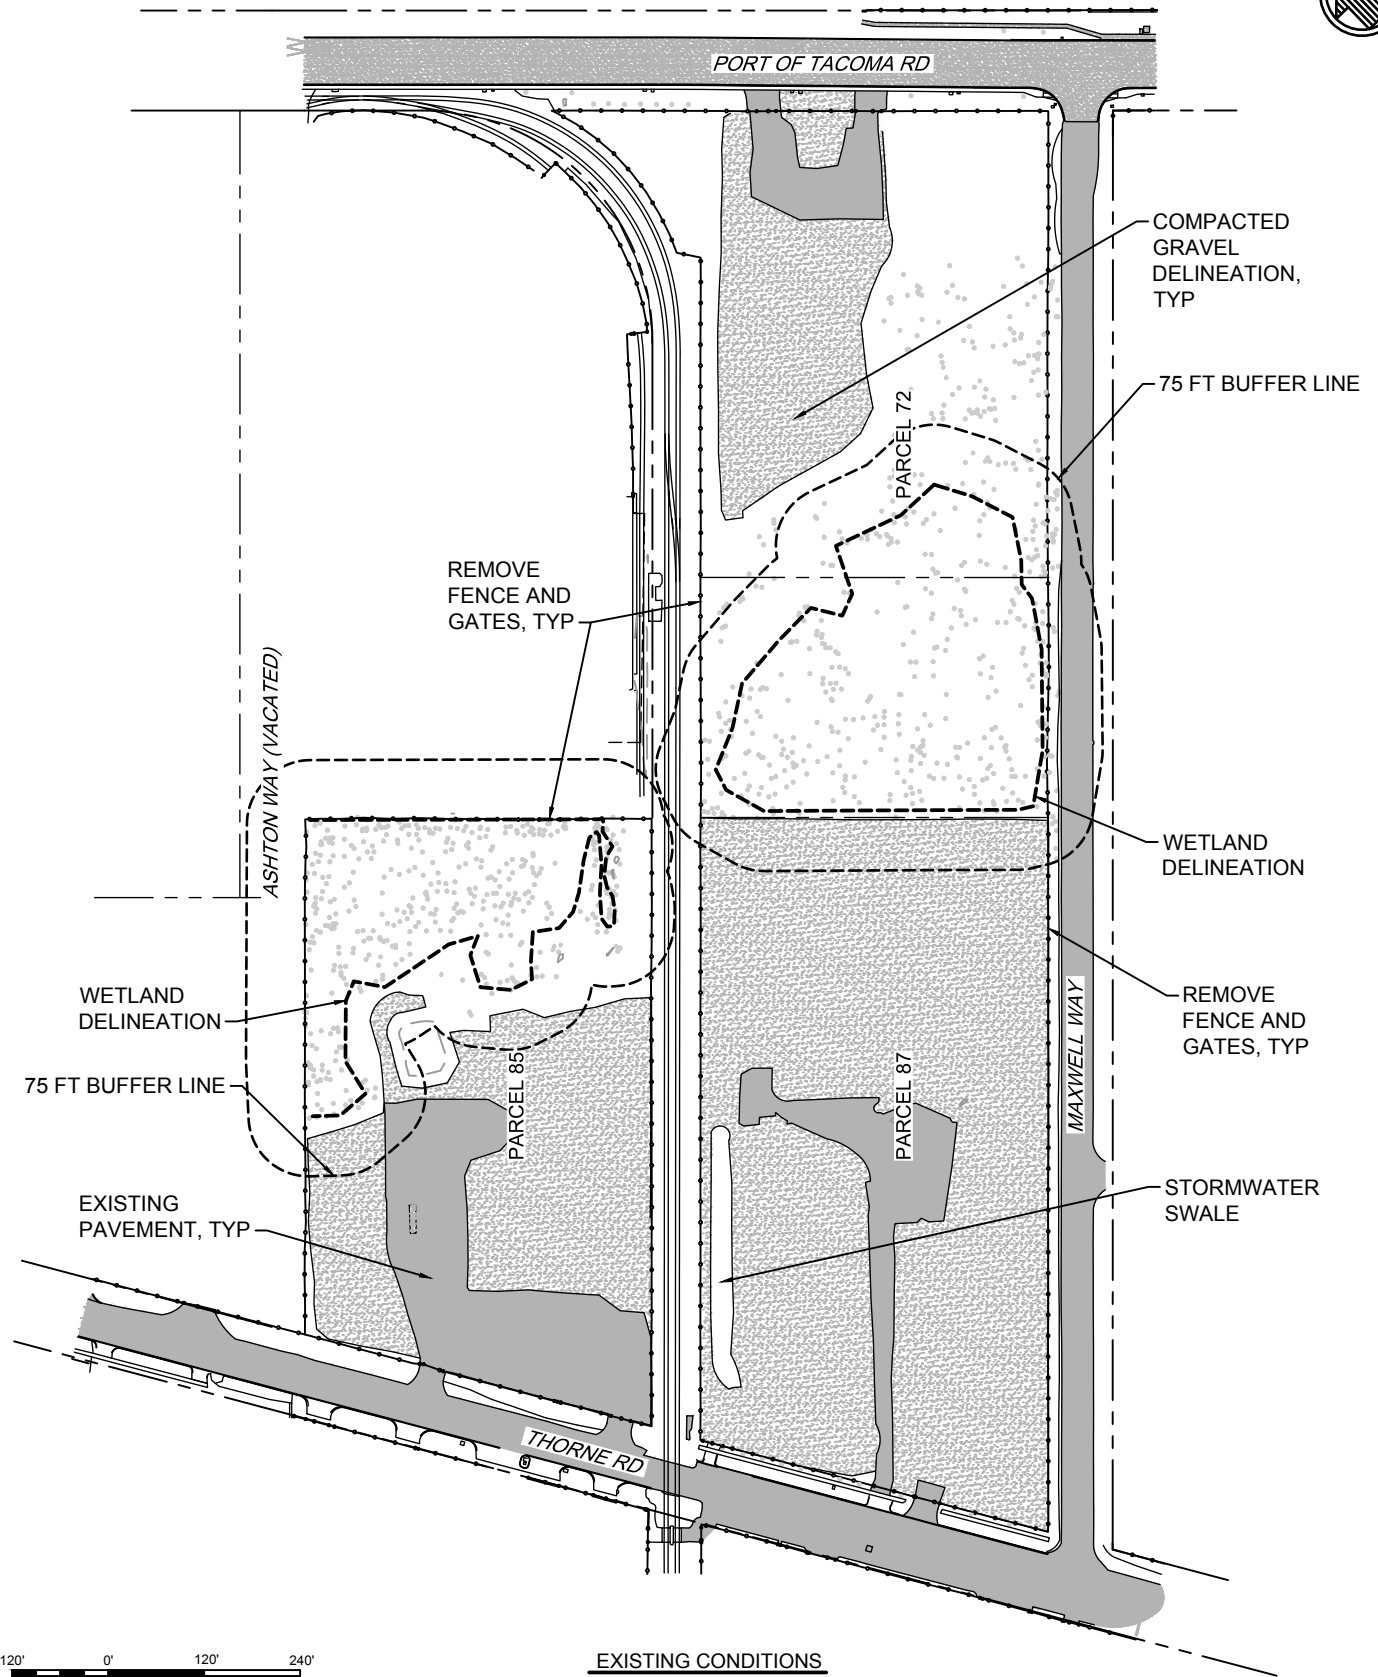 PORT OF TACOMA RD
COMPACTED
GRAVEL
DELINEATION,
TYP
75 FT BUFFER LINE
PARCEL 72
REMOVE
FENCE AND
GATES, TYP
ASHTON WAY (VACATED)
WETLAND
DELINEATION
WETLAND
DELINEATION
REMOVE
FENCE AND
GATES, TYP
MAXWELL WAY
75 FT BUFFER LINE
PARCEL 85
PARCEL 87
EXISTING
PAVEMENT, TYP
STORMWATER
SWALE
THORNE RD
120' 0' 120' 240'
EXISTING CONDITIONS